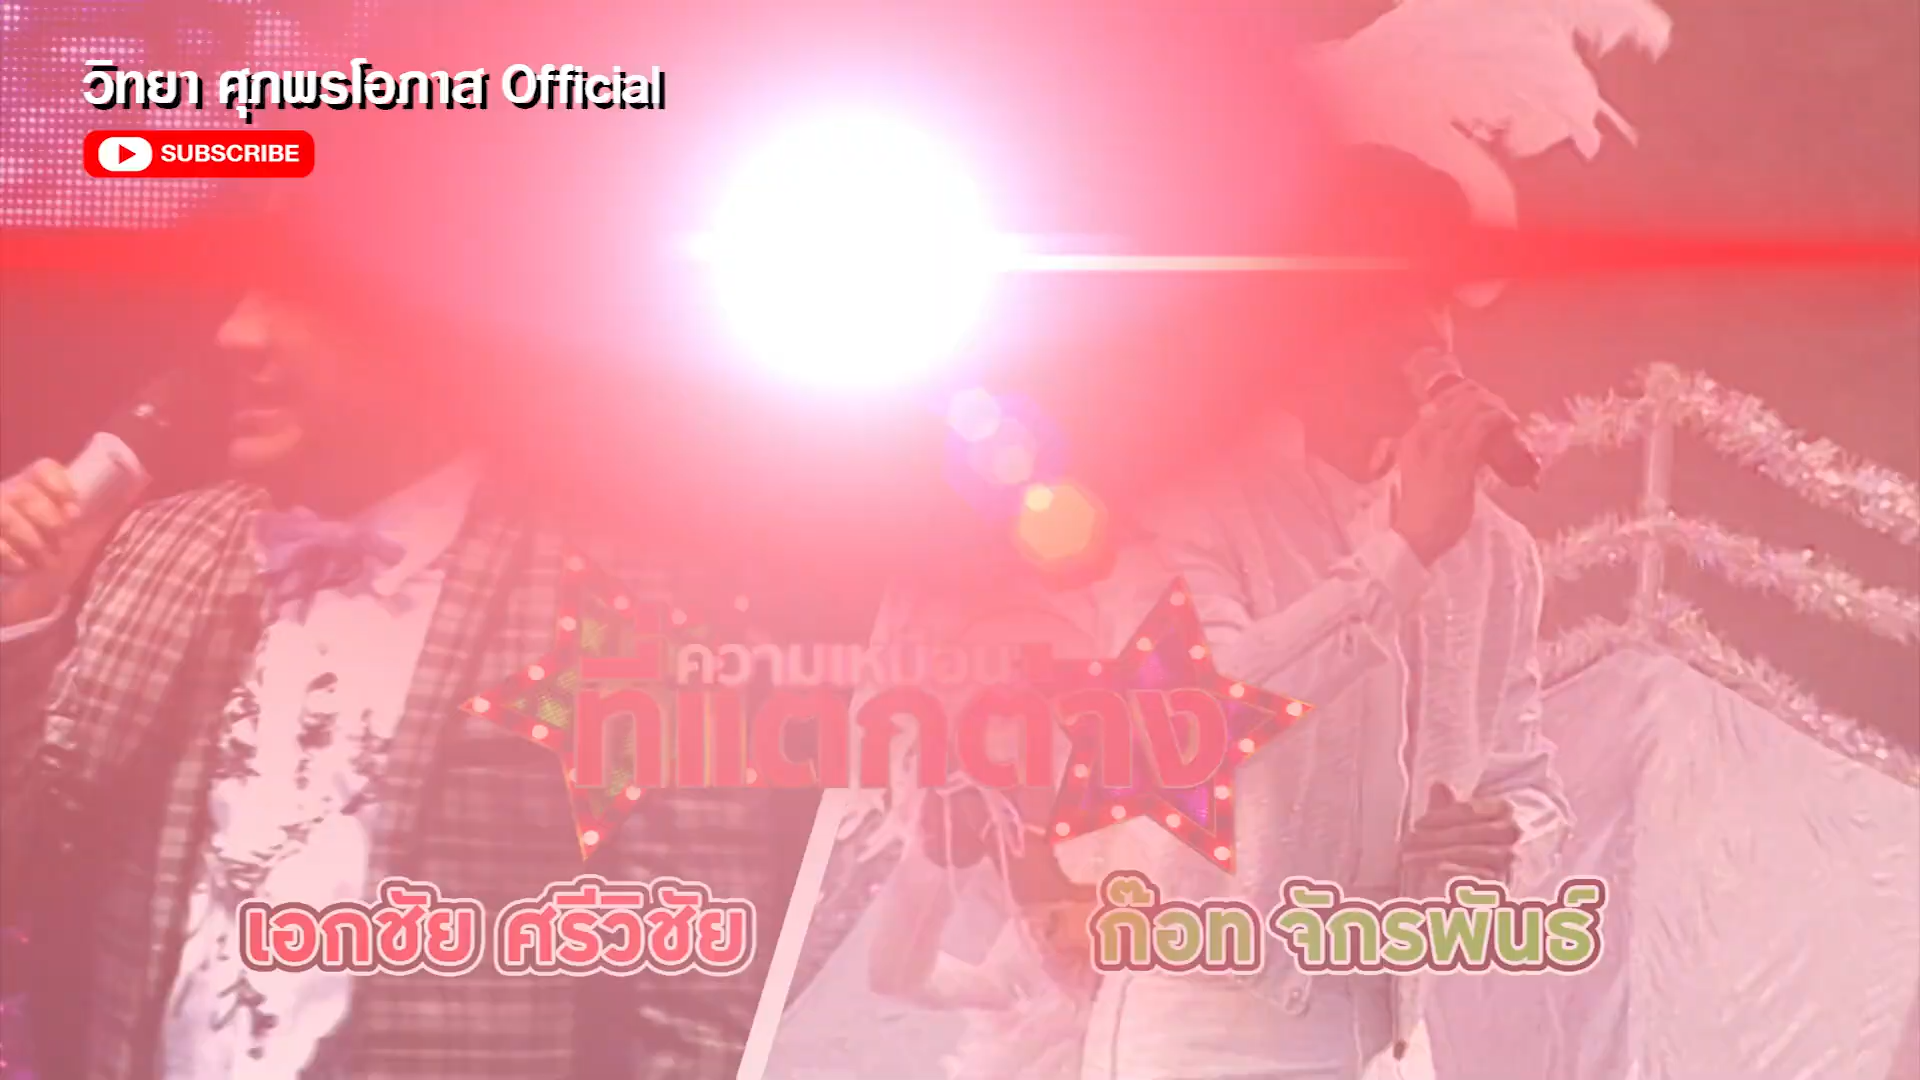 วิทยา ศุภพรโอภาส Official
SUBSCRIBE
ความเหมือน
ที่แตกต่าง
เอกชัย ศรีวิชัย
ก๊อท จักรพันธ์